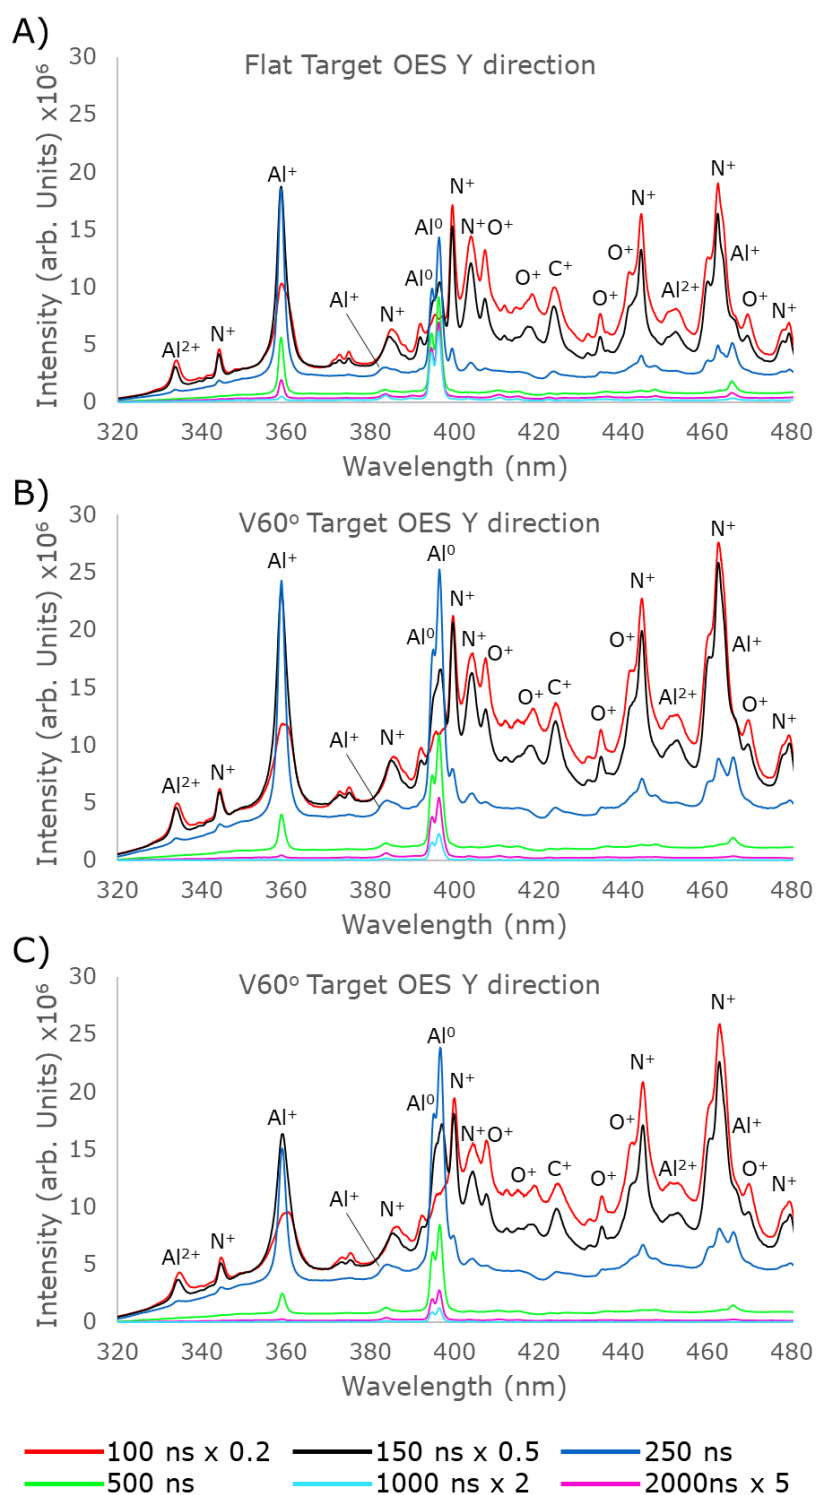 A)
Flat Target OES Y direction
Intensity (arb. Units) x10⁶
30
25
20
15
10
5
0
Al²⁺
N⁺
Al⁺
Al⁺
N⁺
Al⁰
Al⁰
N⁺
N⁺
O⁺
O⁺
C⁺
O⁺
O⁺
N⁺
Al²⁺
N⁺
Al⁺
O⁺
N⁺
320 340 360 380 400 420 440 460 480
Wavelength (nm)
B)
V60° Target OES Y direction
Intensity (arb. Units) x10⁶
30
25
20
15
10
5
0
Al²⁺
N⁺
Al⁺
Al⁺
N⁺
Al⁰
Al⁰
N⁺
N⁺
O⁺
O⁺
C⁺
O⁺
O⁺
N⁺
Al²⁺
N⁺
Al⁺
O⁺
N⁺
320 340 360 380 400 420 440 460 480
Wavelength (nm)
C)
V60° Target OES Y direction
Intensity (arb. Units) x10⁶
30
25
20
15
10
5
0
Al²⁺
N⁺
Al⁺
Al⁺
N⁺
Al⁰
Al⁰
N⁺
N⁺
O⁺
O⁺
C⁺
O⁺
O⁺
N⁺
Al²⁺
N⁺
Al⁺
O⁺
N⁺
320 340 360 380 400 420 440 460 480
Wavelength (nm)
100 ns x 0.2 150 ns x 0.5 250 ns
500 ns 1000 ns x 2 2000ns x 5